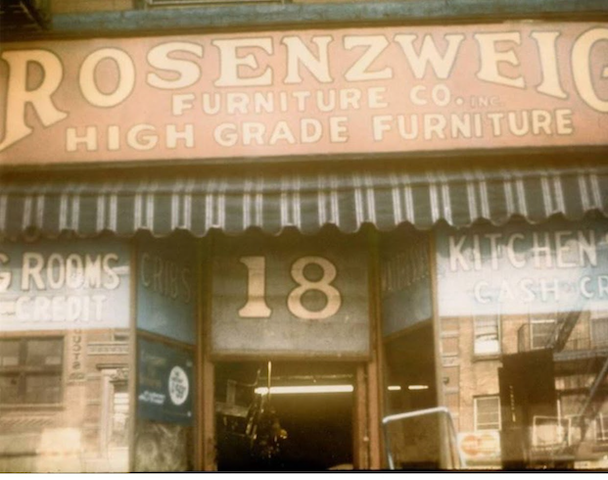 ROSENZWEIG
FURNITURE CO. INC.
HIGH GRADE FURNITURE
G ROOMS
CREDIT
CRIBS
18
KITCHEN
CASH CR